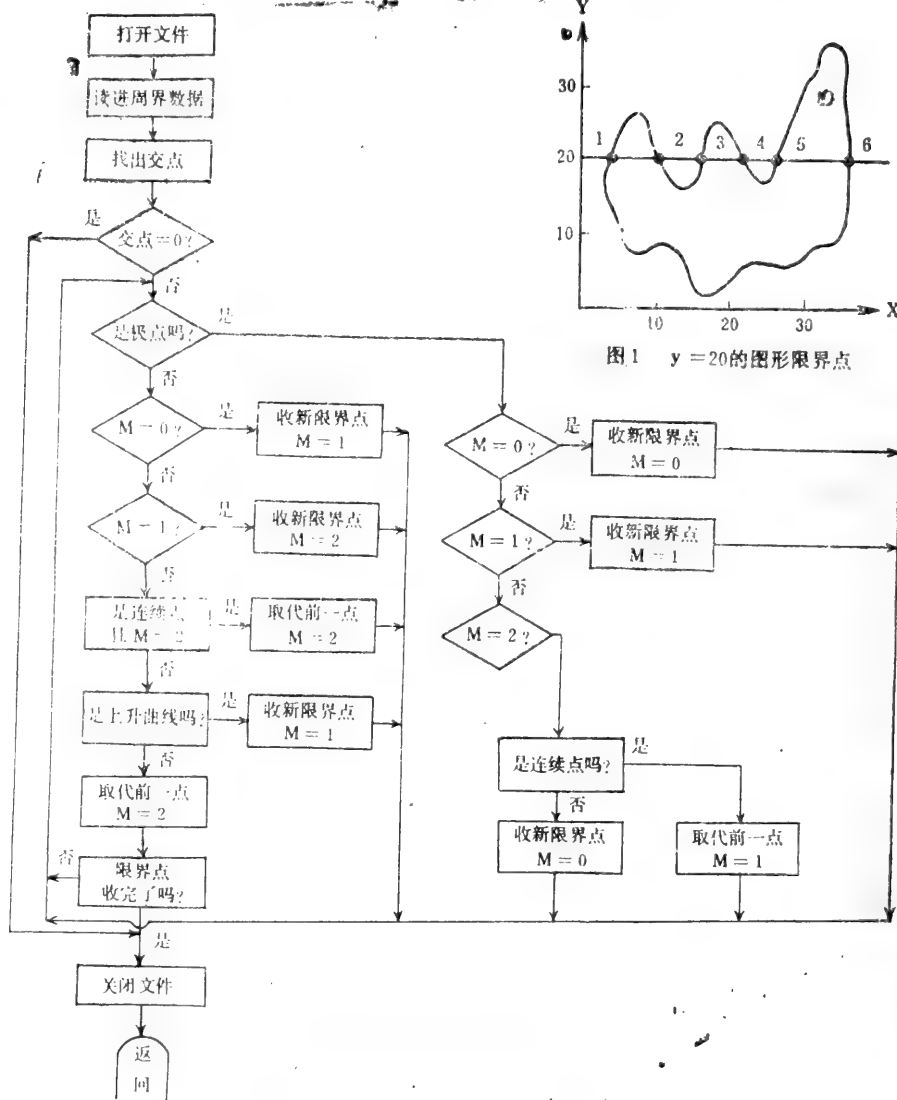 打开文件
读进周界数据
找出交点
是
交点=0?
否
是极点吗?
是
否
M=0?
是
收新限界点
M=1
否
M=1?
是
收新限界点
M=2
否
是连续点
且M=2
是
取代前一点
M=2
否
是上升曲线吗?
是
收新限界点
M=1
否
取代前一点
M=2
否
限界点
收完了吗?
是
关闭文件
返
回
M=0?
是
收新限界点
M=0
否
M=1?
是
收新限界点
M=1
否
M=2?
是连续点吗?
是
否
收新限界点
M=0
取代前一点
M=1
Y
30
20
10
1 2 3 4 5 6
10 20 30
X
图1 y=20的图形限界点